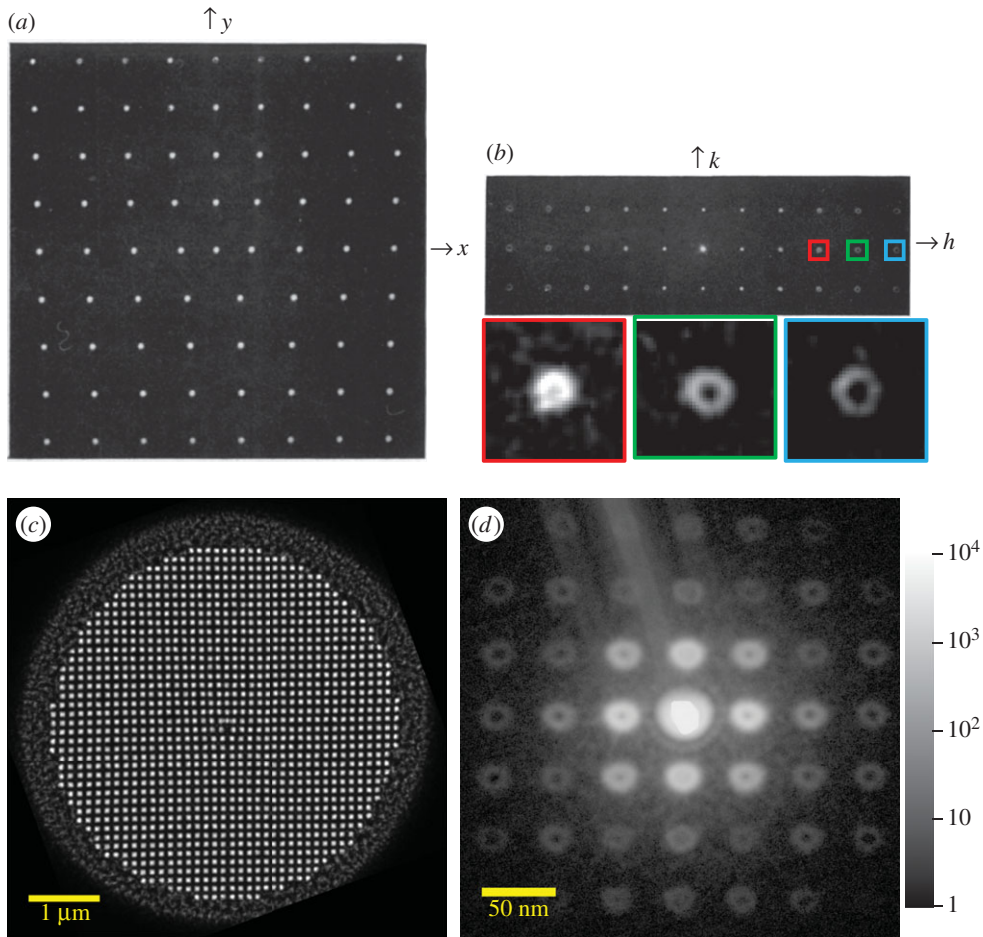 (a)
↑ y
→ x
(b)
↑ k
→ h
(c)
1 μm
(d)
50 nm
10⁴
10³
10²
10
1